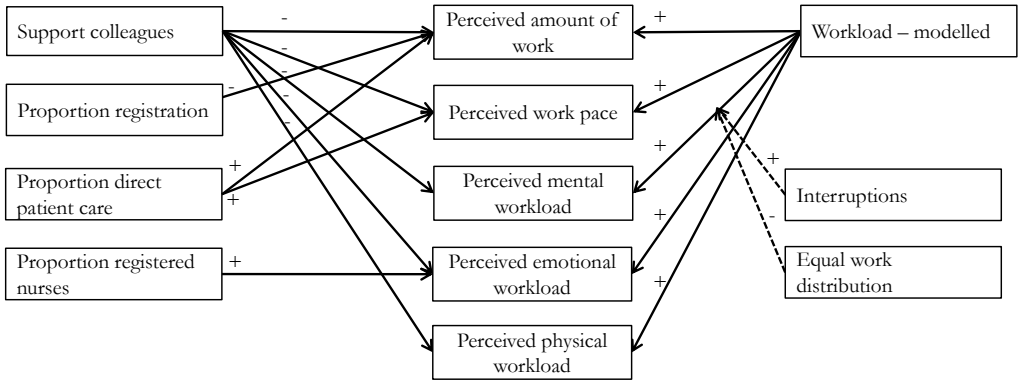 Support colleagues
Proportion registration
Proportion direct
patient care
Proportion registered
nurses
-
-
-
-
-
-
+
+
+
Perceived amount of
work
Perceived work pace
Perceived mental
workload
Perceived emotional
workload
Perceived physical
workload
+
+
+
+
+
Workload – modelled
+
Interruptions
-
Equal work
distribution